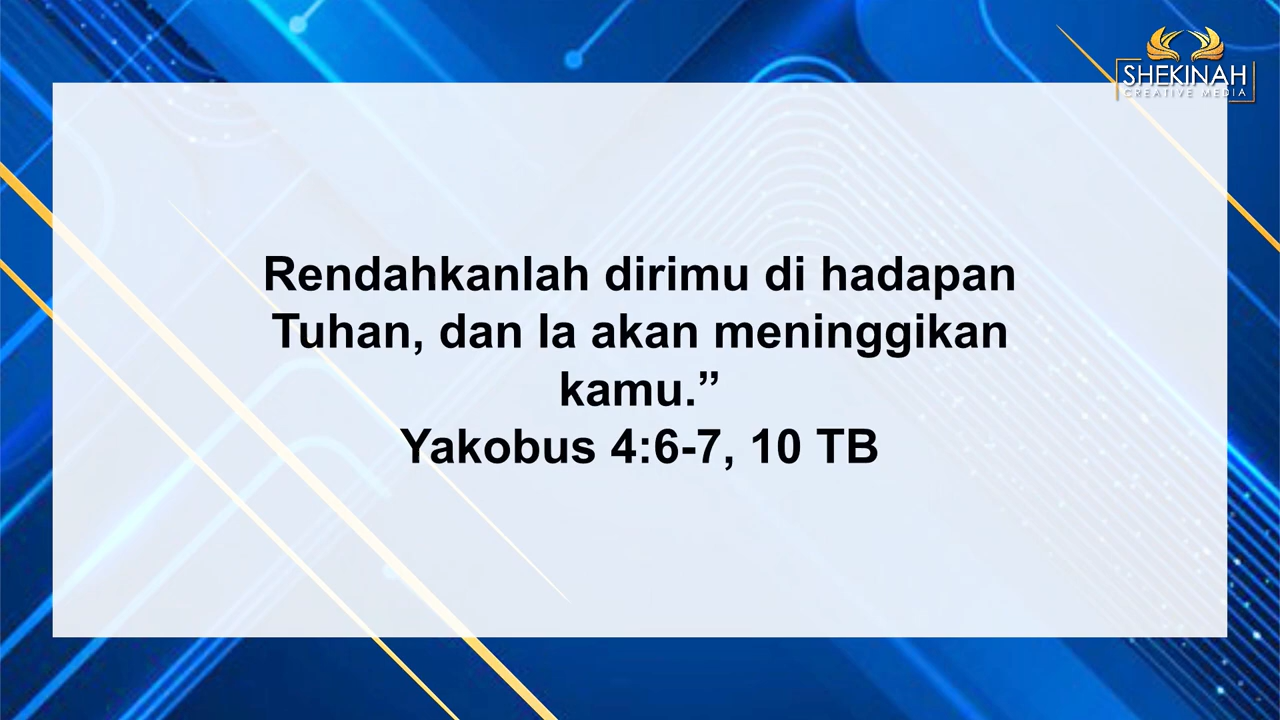 SHEKINAH
CREATIVE MEDIA
Rendahkanlah dirimu di hadapan
Tuhan, dan Ia akan meninggikan
kamu.”
Yakobus 4:6-7, 10 TB